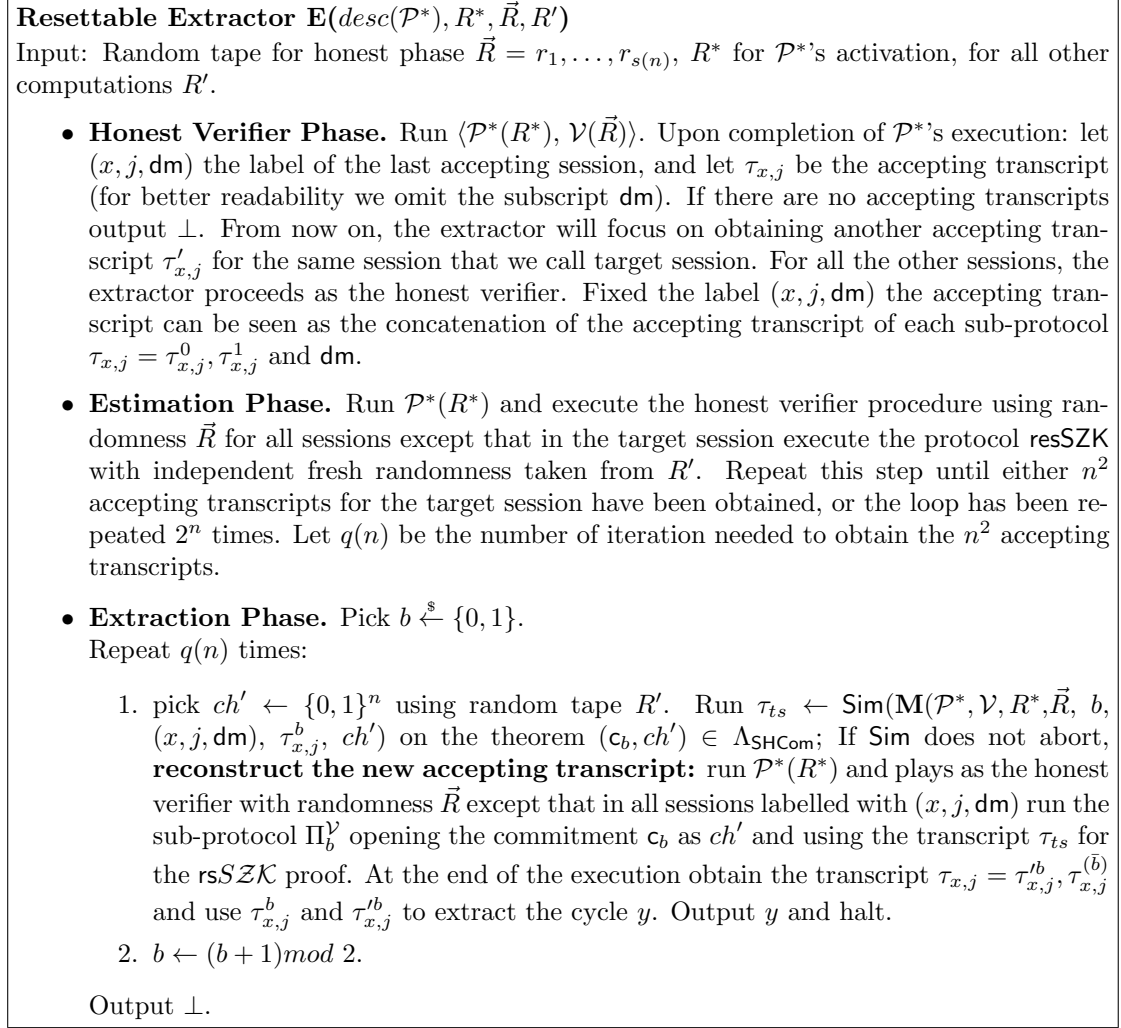 Resettable Extractor E(desc(𝒫*), R*, R⃗, R′)
Input: Random tape for honest phase R⃗ = r₁, …, r_{s(n)}, R* for 𝒫*'s activation, for all other
computations R′.
• Honest Verifier Phase. Run ⟨𝒫*(R*), 𝒱(R⃗)⟩. Upon completion of 𝒫*'s execution: let
(x, j, dm) the label of the last accepting session, and let τ_{x,j} be the accepting transcript
(for better readability we omit the subscript dm). If there are no accepting transcripts
output ⊥. From now on, the extractor will focus on obtaining another accepting tran-
script τ′_{x,j} for the same session that we call target session. For all the other sessions, the
extractor proceeds as the honest verifier. Fixed the label (x, j, dm) the accepting tran-
script can be seen as the concatenation of the accepting transcript of each sub-protocol
τ_{x,j} = τ⁰_{x,j}, τ¹_{x,j} and dm.
• Estimation Phase. Run 𝒫*(R*) and execute the honest verifier procedure using ran-
domness R⃗ for all sessions except that in the target session execute the protocol resSZK
with independent fresh randomness taken from R′. Repeat this step until either n²
accepting transcripts for the target session have been obtained, or the loop has been re-
peated 2ⁿ times. Let q(n) be the number of iteration needed to obtain the n² accepting
transcripts.
• Extraction Phase. Pick b ←$ {0, 1}.
Repeat q(n) times:
1. pick ch′ ← {0, 1}ⁿ using random tape R′. Run τ_{ts} ← Sim(M(𝒫*, 𝒱, R*,R⃗, b,
(x, j, dm), τᵇ_{x,j}, ch′) on the theorem (c_b, ch′) ∈ Λ_{SHCom}; If Sim does not abort,
reconstruct the new accepting transcript: run 𝒫*(R*) and plays as the honest
verifier with randomness R⃗ except that in all sessions labelled with (x, j, dm) run the
sub-protocol Π_b^𝒱 opening the commitment c_b as ch′ and using the transcript τ_{ts} for
the rs𝒮𝒵𝒦 proof. At the end of the execution obtain the transcript τ_{x,j} = τ′ᵇ_{x,j}, τ^{(b̄)}_{x,j}
and use τᵇ_{x,j} and τ′ᵇ_{x,j} to extract the cycle y. Output y and halt.
2. b ← (b + 1)mod 2.
Output ⊥.